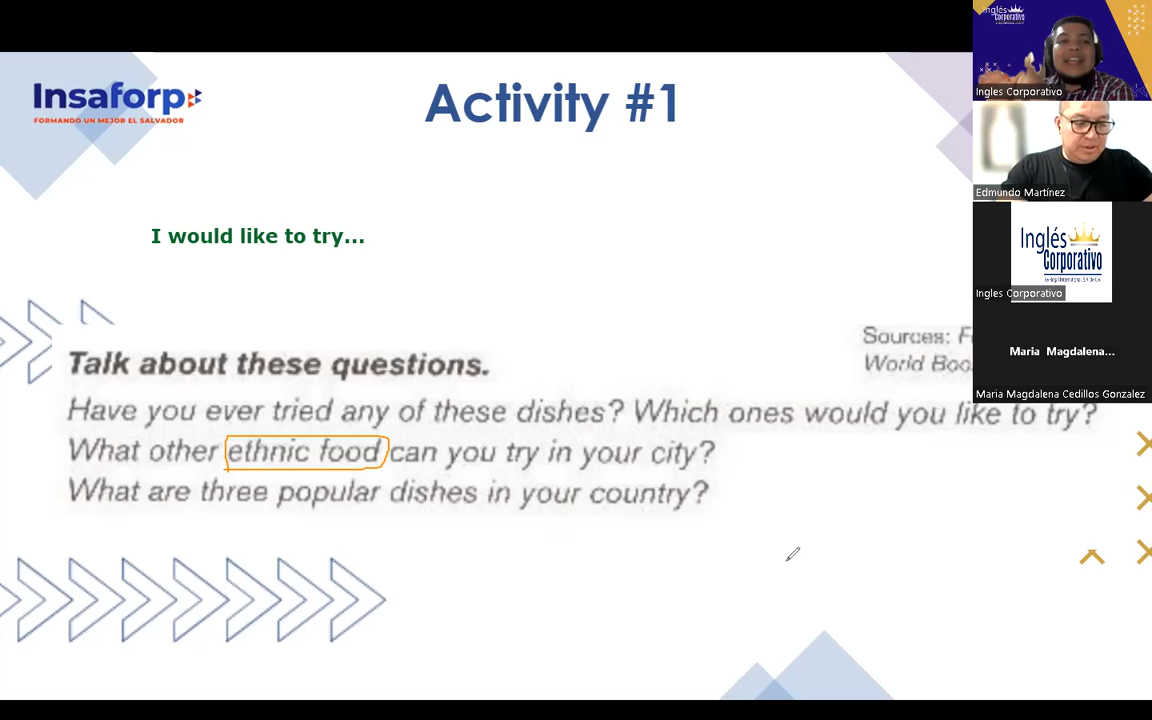 Inglés
Corporativo
Insaforp
FORMANDO UN MEJOR EL SALVADOR
Activity #1
Ingles Corporativo
Edmundo Martínez
I would like to try...
Inglés
Corporativo
Ingles Corporativo
Sources:
World Boo
Maria Magdalena...
Maria Magdalena Cedillos Gonzalez
Talk about these questions.
Have you ever tried any of these dishes? Which ones would you like to try?
What other ethnic food can you try in your city?
What are three popular dishes in your country?